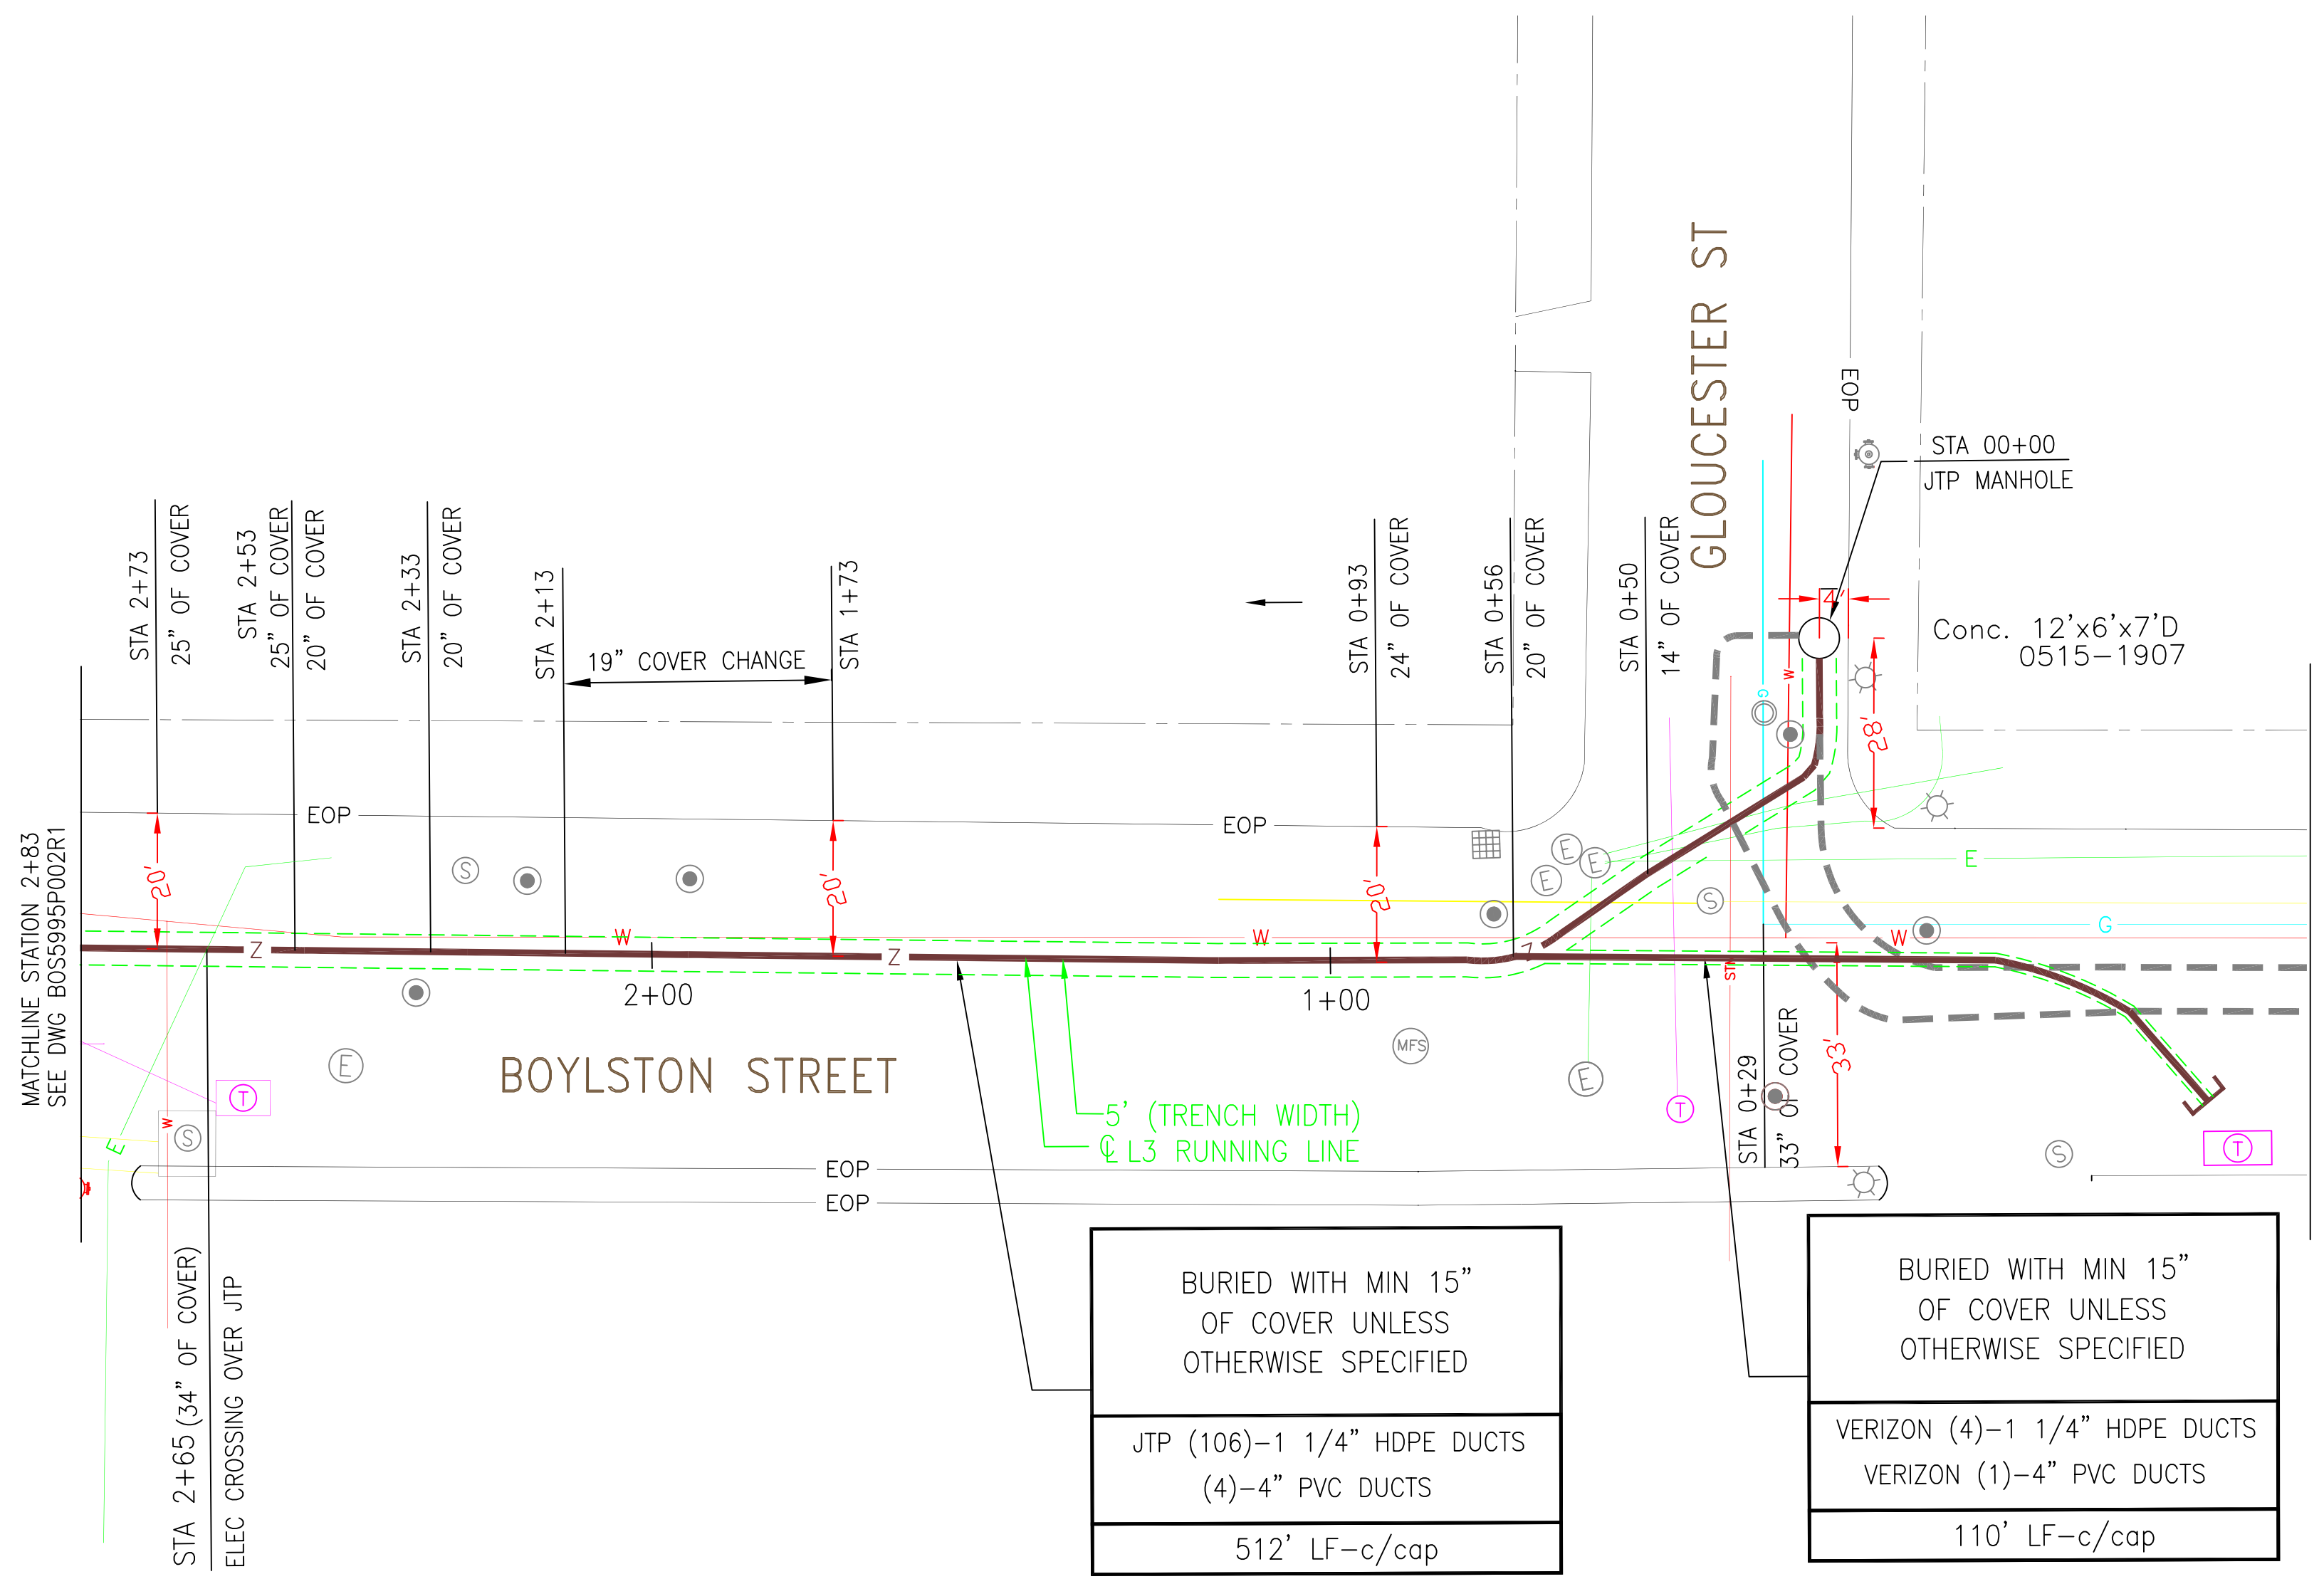 GLOUCESTER ST
EOP
STA 00+00
JTP MANHOLE
STA 2+73
25" OF COVER
STA 2+53
25" OF COVER
20" OF COVER
STA 2+33
20" OF COVER
STA 2+13
19" COVER CHANGE
STA 1+73
STA 0+93
24" OF COVER
STA 0+56
20" OF COVER
STA 0+50
14" OF COVER
4'
Conc. 12'x6'x7'D
0515-1907
W
G
28'
EOP
EOP
MATCHLINE STATION 2+83
SEE DWG BOS5995P002R1
20'
20'
20'
S
E
E
E
E
S
G
Z
W
Z
W
Z
W
2+00
1+00
STM
STA 0+29
33" OF COVER
33'
BOYLSTON STREET
MFS
E
E
T
T
S
W
E
5' (TRENCH WIDTH)
℄ L3 RUNNING LINE
S
T
EOP
EOP
STA 2+65 (34" OF COVER)
ELEC CROSSING OVER JTP
BURIED WITH MIN 15"
OF COVER UNLESS
OTHERWISE SPECIFIED
JTP (106)-1 1/4" HDPE DUCTS
(4)-4" PVC DUCTS
512' LF-c/cap
BURIED WITH MIN 15"
OF COVER UNLESS
OTHERWISE SPECIFIED
VERIZON (4)-1 1/4" HDPE DUCTS
VERIZON (1)-4" PVC DUCTS
110' LF-c/cap